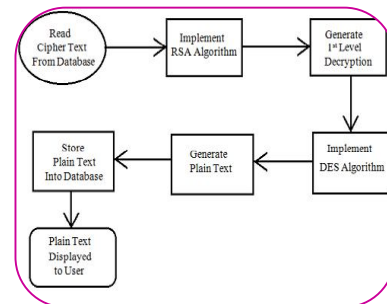 Read
Cipher Text
From Database
Implement
RSA Algorithm
Generate
1st Level
Decryption
Implement
DES Algorithm
Generate
Plain Text
Store
Plain Text
Into Database
Plain Text
Displayed
to User